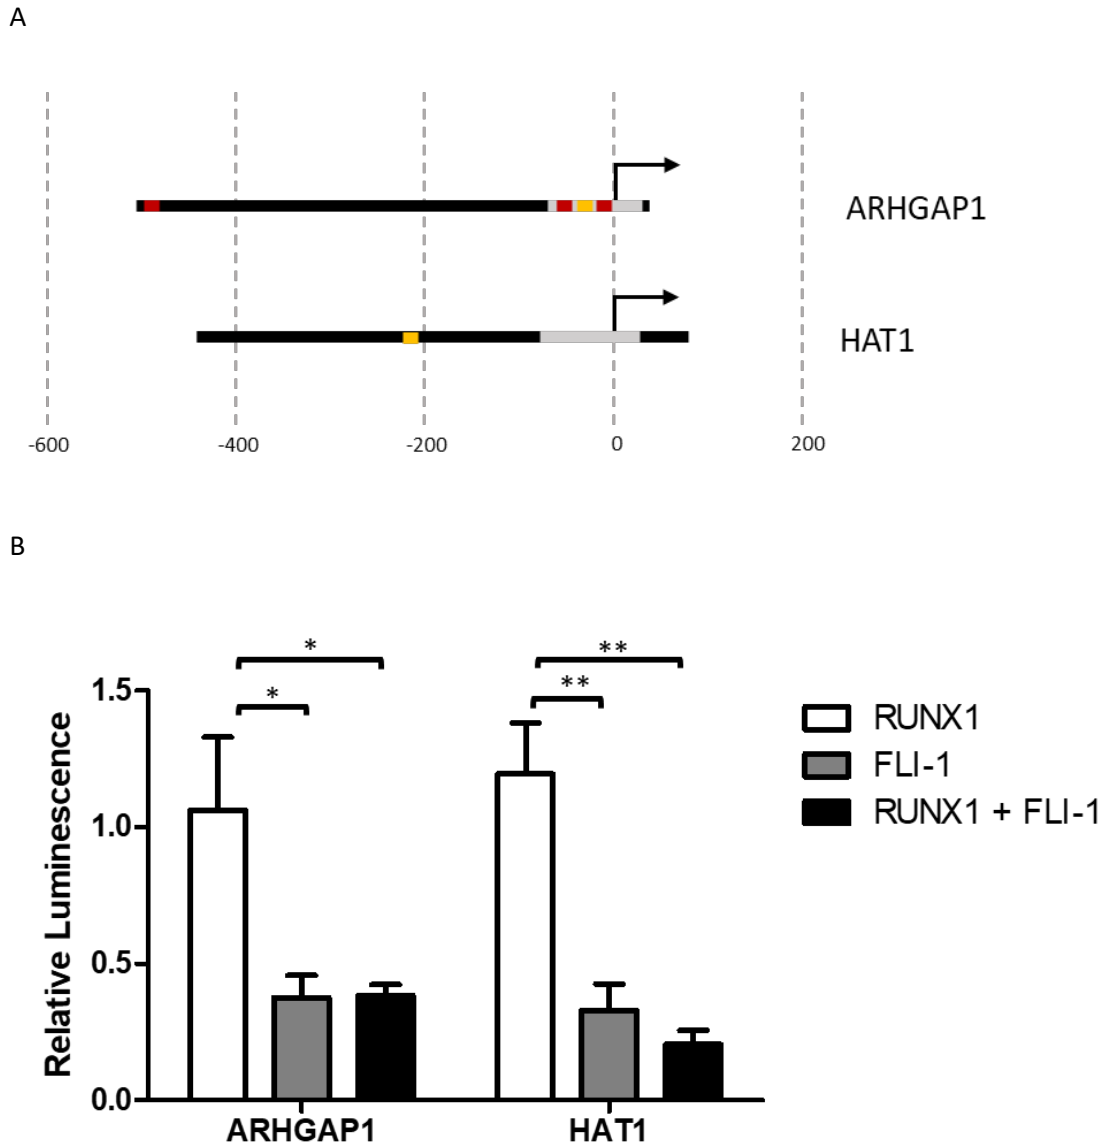 A
ARHGAP1
HAT1
-600 -400 -200 0 200
B
* **
* **
1.5
1.0
0.5
0.0
Relative Luminescence
RUNX1
FLI-1
RUNX1 + FLI-1
ARHGAP1 HAT1